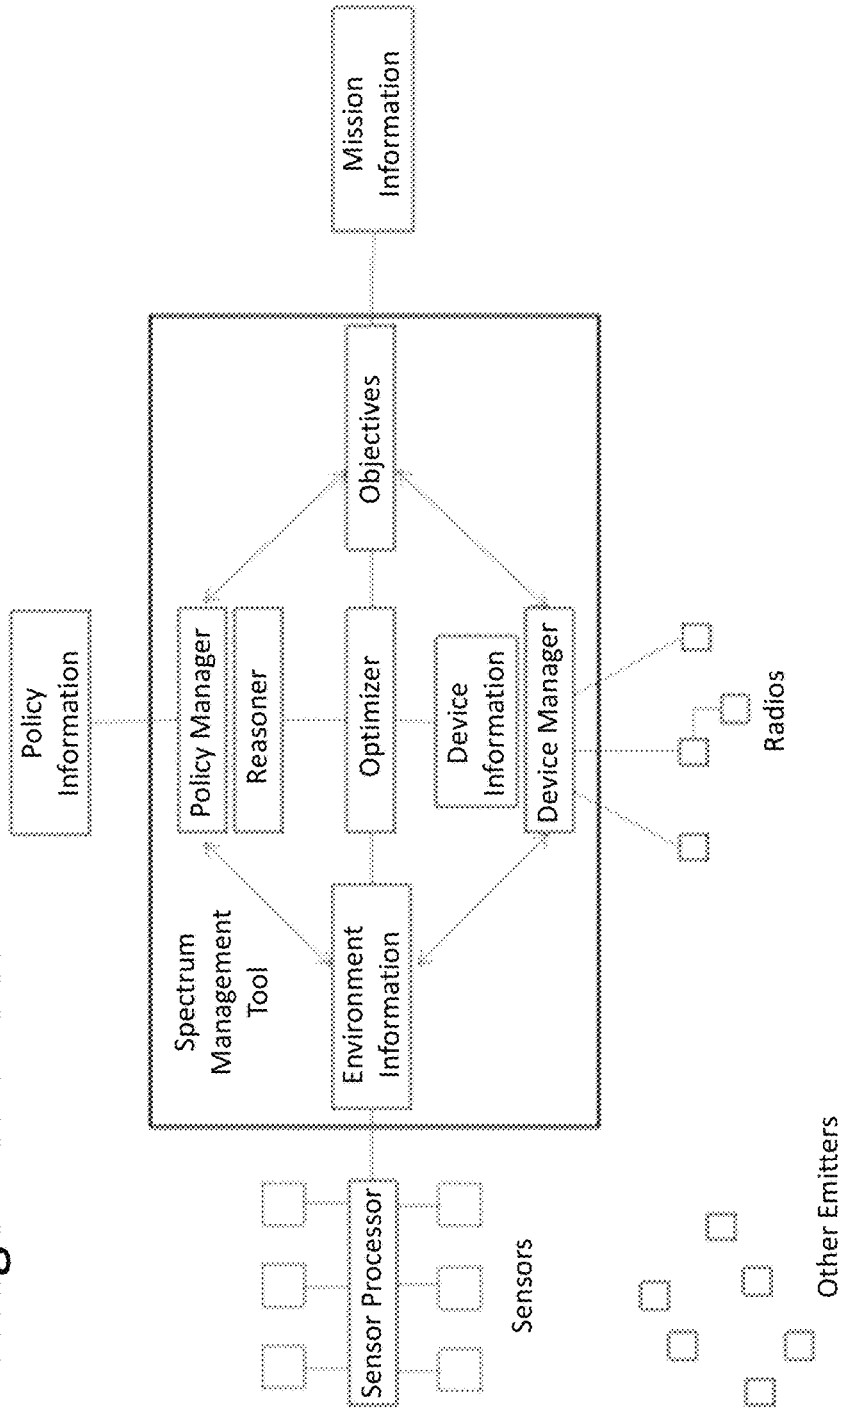 Policy
Information
Mission
Information
Spectrum
Management
Tool
Policy Manager
Reasoner
Optimizer
Objectives
Environment
Information
Device
Information
Device Manager
Sensor Processor
Sensors
Radios
Other Emitters